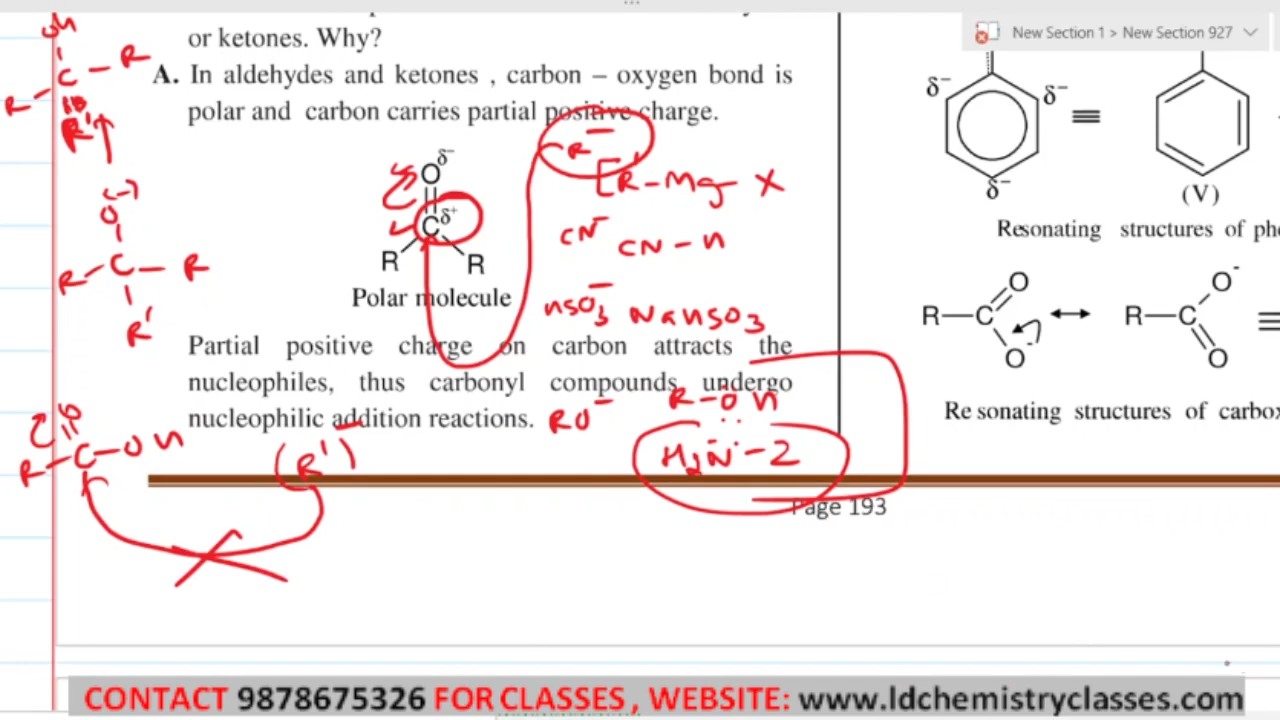 New Section 1 > New Section 927
or ketones. Why?
A. In aldehydes and ketones , carbon – oxygen bond is
polar and carbon carries partial positive charge.
δ-
O
C δ+
R R
Polar molecule
Partial positive charge on carbon attracts the
nucleophiles, thus carbonyl compounds undergo
nucleophilic addition reactions.
Page 193
OH
R – C – R
R'
O(-)
R – C – R
R'
O
R – C – O H
(R')-
R-
[R – Mg X
CN-
CN – H
HSO3-
NaHSO3
RO-
R – Ö H
H2N̈ – Z
δ- δ-
δ-
≡
(V)
Resonating structures of
R—C
O
O-
↔
R—C
O-
O
≡
Re sonating structures of
CONTACT 9878675326 FOR CLASSES , WEBSITE: www.ldchemistryclasses.com